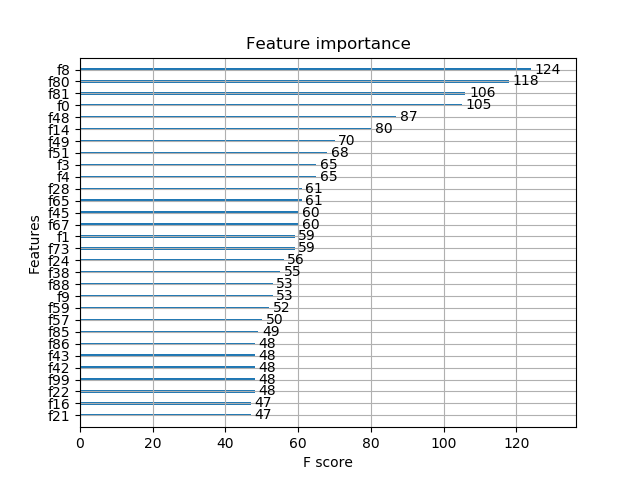 Feature importance
f8 124
f80 118
f81 106
f0 105
f48 87
f14 80
f49 70
f51 68
f3 65
f4 65
f28 61
f65 61
f45 60
f67 60
f1 59
f73 59
f24 56
f38 55
f88 53
f9 53
f59 52
f57 50
f85 49
f86 48
f43 48
f42 48
f99 48
f22 48
f16 47
f21 47
Features
0 20 40 60 80 100 120
F score